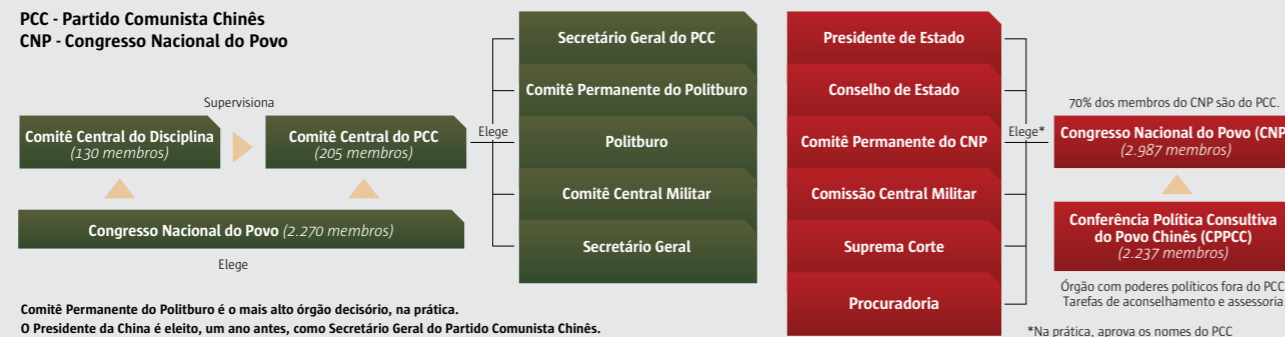 PCC - Partido Comunista Chinês
CNP - Congresso Nacional do Povo
Supervisiona
Comitê Central do Disciplina
(130 membros)
Comitê Central do PCC
(205 membros)
Congresso Nacional do Povo (2.270 membros)
Elege
Elege
Secretário Geral do PCC
Comitê Permanente do Politburo
Politburo
Comitê Central Militar
Secretário Geral
Presidente de Estado
Conselho de Estado
Comitê Permanente do CNP
Comissão Central Militar
Suprema Corte
Procuradoria
Elege*
70% dos membros do CNP são do PCC.
Congresso Nacional do Povo (CNP
(2.987 membros)
Conferência Política Consultiva
do Povo Chinês (CPPCC)
(2.237 membros)
Órgão com poderes políticos fora do PCC
Tarefas de aconselhamento e assessoria
*Na prática, aprova os nomes do PCC
Comitê Permanente do Politburo é o mais alto órgão decisório, na prática.
O Presidente da China é eleito, um ano antes, como Secretário Geral do Partido Comunista Chinês.